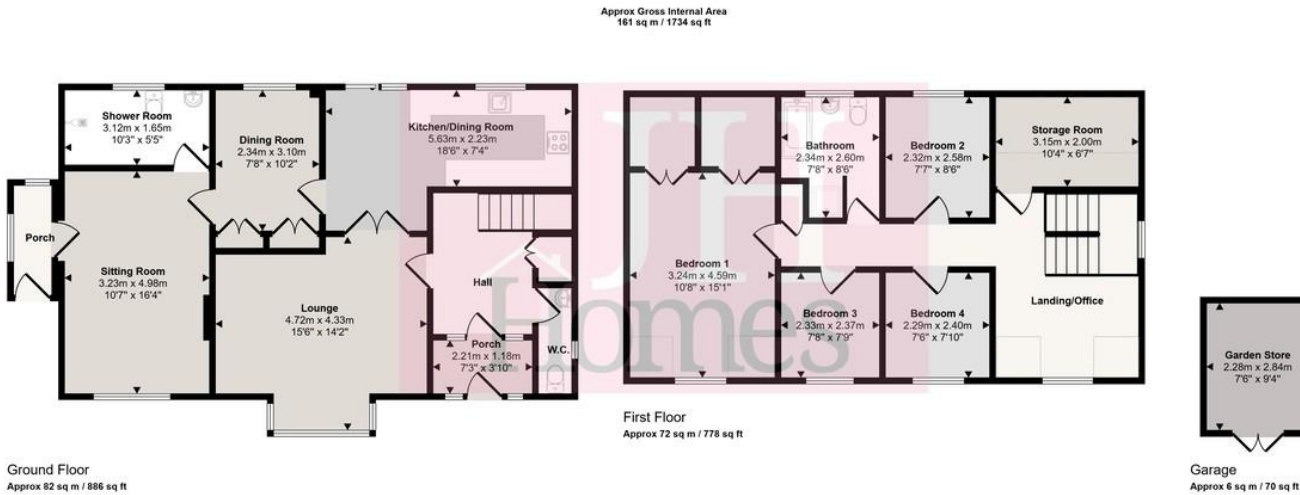 Approx Gross Internal Area
161 sq m / 1734 sq ft
Shower Room
3.12m x 1.65m
10'3" x 5'5"
Dining Room
2.34m x 3.10m
7'8" x 10'2"
Kitchen/Dining Room
5.63m x 2.23m
18'6" x 7'4"
Porch
Sitting Room
3.23m x 4.98m
10'7" x 16'4"
Lounge
4.72m x 4.33m
15'6" x 14'2"
Hall
Porch
2.21m x 1.18m
7'3" x 3'10"
W.C.
Ground Floor
Approx 82 sq m / 886 sq ft
Bathroom
2.34m x 2.60m
7'8" x 8'6"
Bedroom 2
2.32m x 2.58m
7'7" x 8'6"
Storage Room
3.15m x 2.00m
10'4" x 6'7"
Bedroom 1
3.24m x 4.59m
10'8" x 15'1"
Bedroom 3
2.33m x 2.37m
7'8" x 7'9"
Bedroom 4
2.29m x 2.40m
7'6" x 7'10"
Landing/Office
First Floor
Approx 72 sq m / 778 sq ft
Garden Store
2.28m x 2.84m
7'6" x 9'4"
Garage
Approx 6 sq m / 70 sq ft
JH
Homes